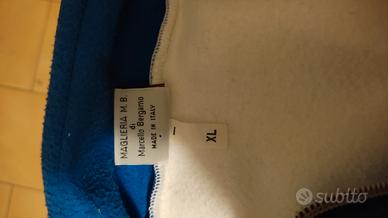 MAGLIERIA M. B.
di
Marcello Bergamo
MADE IN ITALY
XL
subito